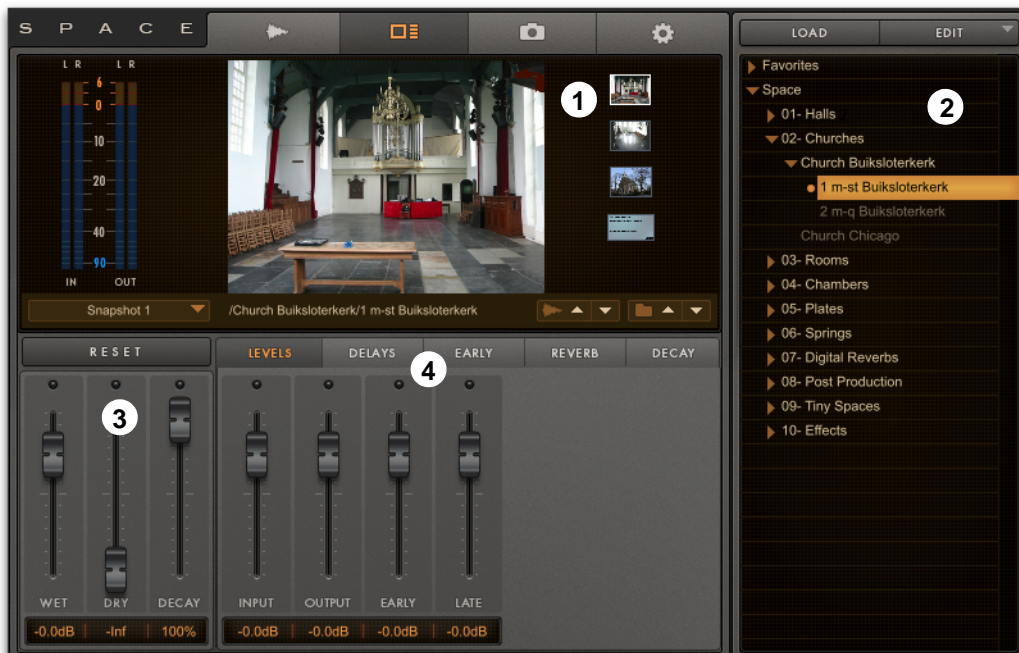 SPACE
LOAD EDIT
L R L R
6
0
10
20
40
90
IN OUT
1
2
Favorites
Space
01- Halls
02- Churches
Church Buiksloterkerk
1 m-st Buiksloterkerk
2 m-q Buiksloterkerk
Church Chicago
03- Rooms
04- Chambers
05- Plates
06- Springs
07- Digital Reverbs
08- Post Production
09- Tiny Spaces
10- Effects
Snapshot 1 /Church Buiksloterkerk/1 m-st Buiksloterkerk
RESET
LEVELS DELAYS EARLY REVERB DECAY
3
4
WET DRY DECAY
-0.0dB -Inf 100%
INPUT OUTPUT EARLY LATE
-0.0dB -0.0dB -0.0dB -0.0dB